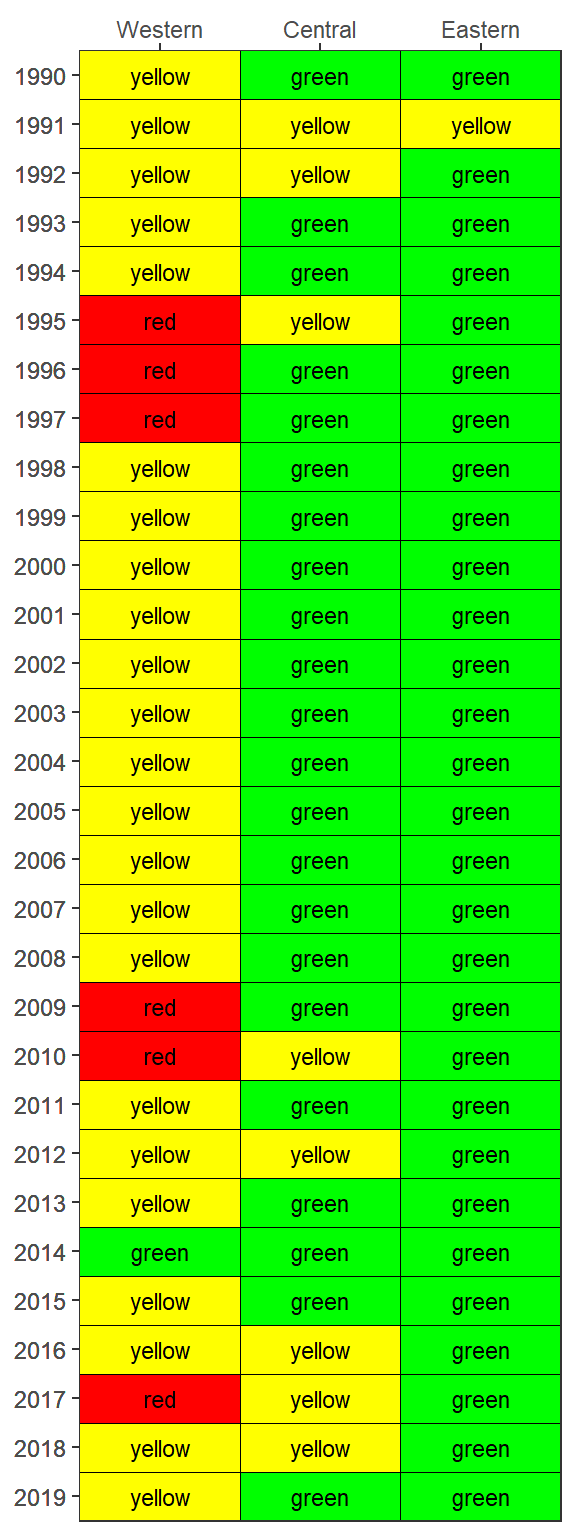 Western Central Eastern
1990 yellow green green
1991 yellow yellow yellow
1992 yellow yellow green
1993 yellow green green
1994 yellow green green
1995 red yellow green
1996 red green green
1997 red green green
1998 yellow green green
1999 yellow green green
2000 yellow green green
2001 yellow green green
2002 yellow green green
2003 yellow green green
2004 yellow green green
2005 yellow green green
2006 yellow green green
2007 yellow green green
2008 yellow green green
2009 red green green
2010 red yellow green
2011 yellow green green
2012 yellow yellow green
2013 yellow green green
2014 green green green
2015 yellow green green
2016 yellow yellow green
2017 red yellow green
2018 yellow yellow green
2019 yellow green green